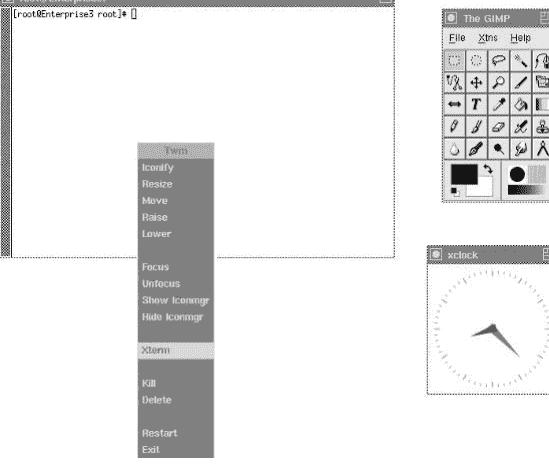 [root@Enterprise3 root]#
The GIMP
File Xtns Help
Twm
Iconify
Resize
Move
Raise
Lower
Focus
Unfocus
Show Iconmgr
Hide Iconmgr
Xterm
Kill
Delete
Restart
Exit
xclock